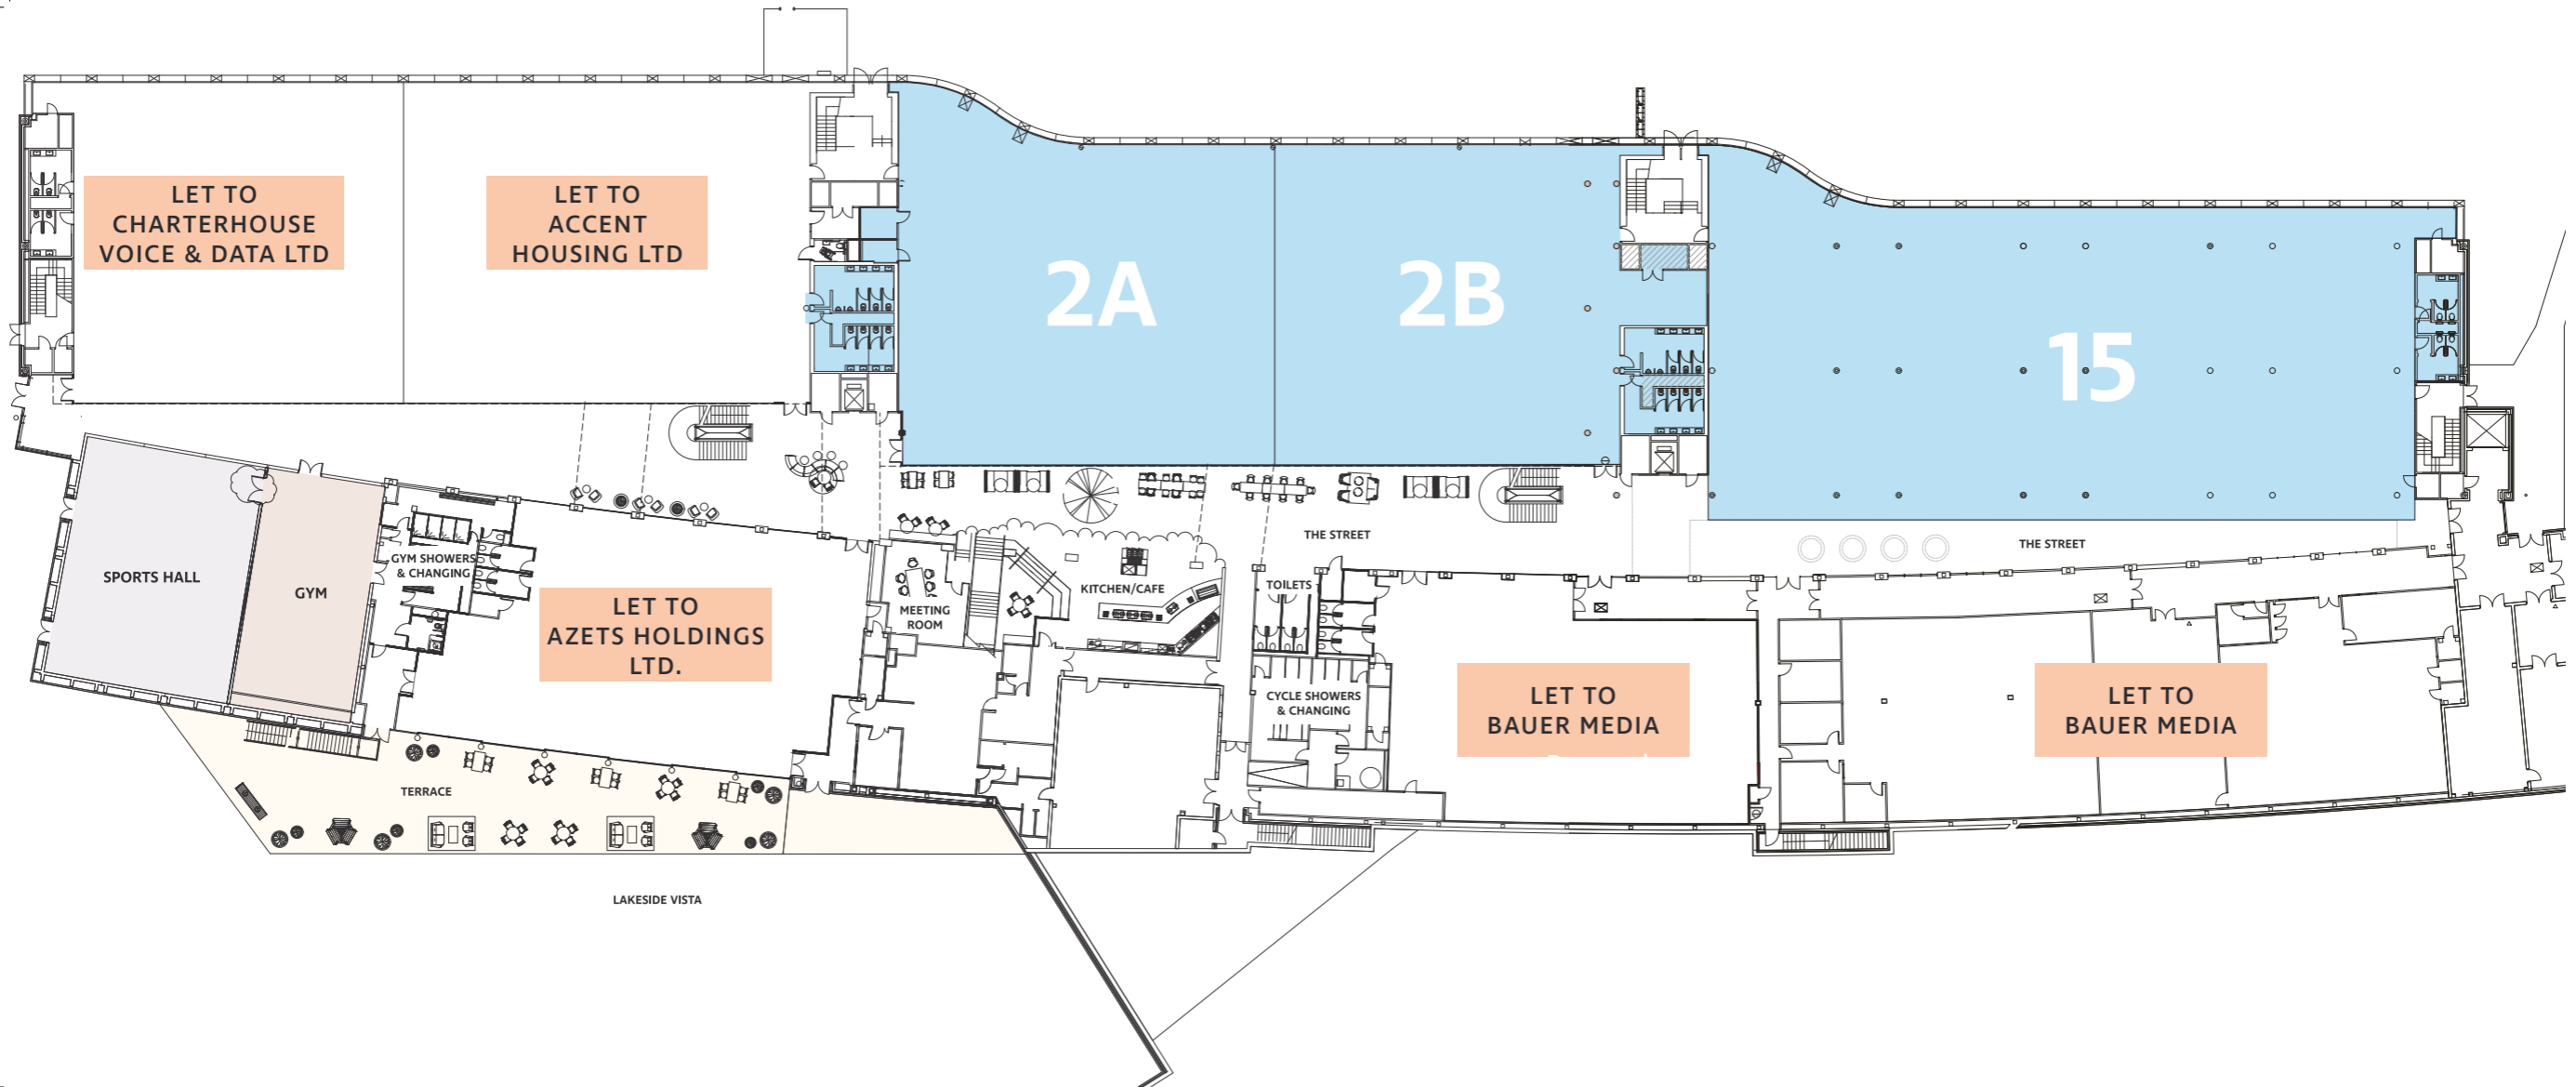 LET TO
CHARTERHOUSE
VOICE & DATA LTD
LET TO
ACCENT
HOUSING LTD
2A
2B
15
SPORTS HALL
GYM
GYM SHOWERS
& CHANGING
LET TO
AZETS HOLDINGS
LTD.
MEETING
ROOM
KITCHEN/CAFE
THE STREET
TOILETS
CYCLE SHOWERS
& CHANGING
LET TO
BAUER MEDIA
THE STREET
LET TO
BAUER MEDIA
TERRACE
LAKESIDE VISTA